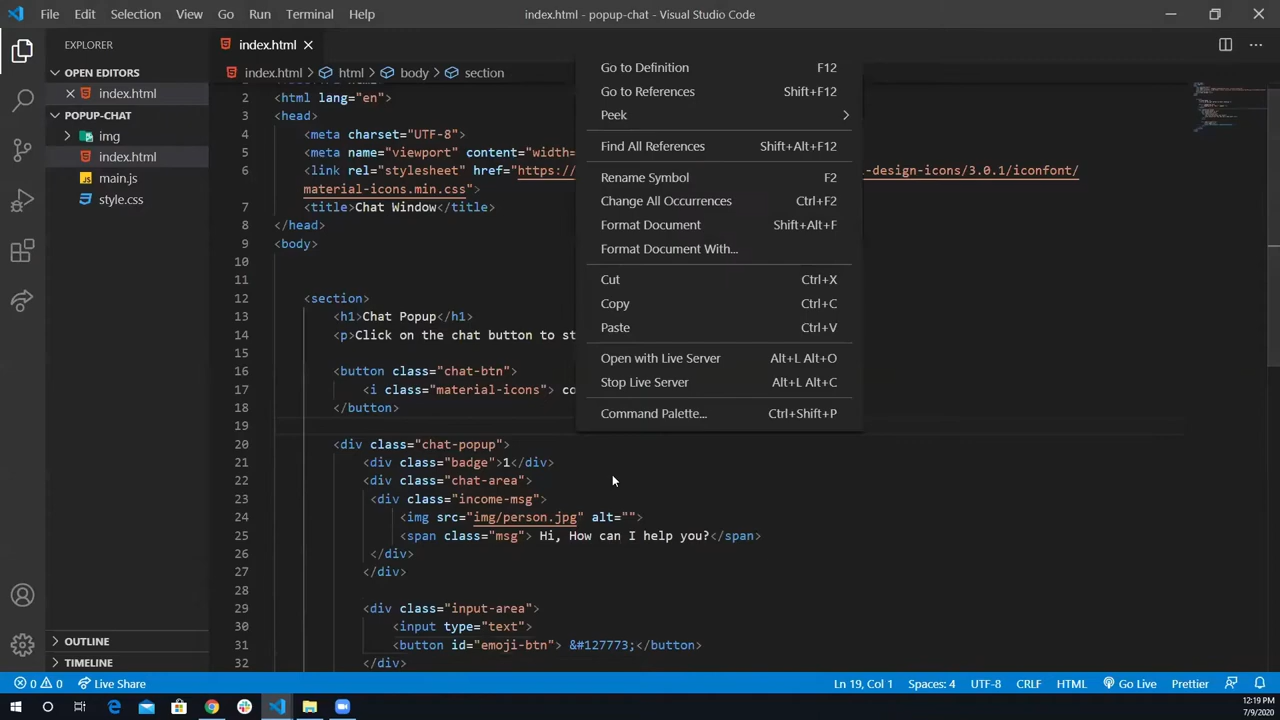 File Edit Selection View Go Run Terminal Help
index.html - popup-chat - Visual Studio Code
EXPLORER
OPEN EDITORS
index.html
POPUP-CHAT
img
index.html
main.js
style.css
OUTLINE
TIMELINE
index.html
index.html > html > body > section
2 <html lang="en">
3 <head>
4 <meta charset="UTF-8">
5 <meta name="viewport" content="width=
6 <link rel="stylesheet" href="https:// -design-icons/3.0.1/iconfont/
material-icons.min.css">
7 <title>Chat Window</title>
8 </head>
9 <body>
10
11
12 <section>
13 <h1>Chat Popup</h1>
14 <p>Click on the chat button to st
15
16 <button class="chat-btn">
17 <i class="material-icons"> co
18 </button>
19
20 <div class="chat-popup">
21 <div class="badge">1</div>
22 <div class="chat-area">
23 <div class="income-msg">
24 <img src="img/person.jpg" alt="">
25 <span class="msg"> Hi, How can I help you?</span>
26 </div>
27 </div>
28
29 <div class="input-area">
30 <input type="text">
31 <button id="emoji-btn"> &#127773;</button>
32 </div>
Go to Definition F12
Go to References Shift+F12
Peek
Find All References Shift+Alt+F12
Rename Symbol F2
Change All Occurrences Ctrl+F2
Format Document Shift+Alt+F
Format Document With...
Cut Ctrl+X
Copy Ctrl+C
Paste Ctrl+V
Open with Live Server Alt+L Alt+O
Stop Live Server Alt+L Alt+C
Command Palette... Ctrl+Shift+P
0 0 Live Share Ln 19, Col 1 Spaces: 4 UTF-8 CRLF HTML Go Live Prettier
12:19 PM
7/9/2020